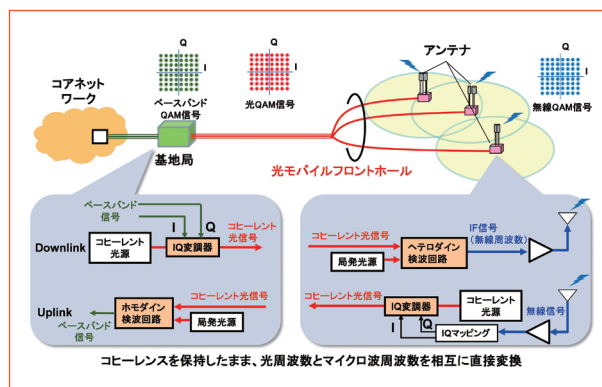 Q
I
ベースバンド
QAM信号
Q
I
光QAM信号
アンテナ
Q
I
無線QAM信号
コアネット
ワーク
基地局
光モバイルフロントホール
ベースバンド
信号
I
Q
コヒーレント
光信号
Downlink
コヒーレント
光源
IQ変調器
Uplink
ホモダイン
検波回路
コヒーレント光信号
ベースバンド
信号
局発光源
コヒーレント光信号
ヘテロダイン
検波回路
IF信号
(無線周波数)
局発光源
コヒーレント光信号
IQ変調器
コヒーレント
光源
無線信号
I
Q
IQマッピング
コヒーレンスを保持したまま、光周波数とマイクロ波周波数を相互に直接変換